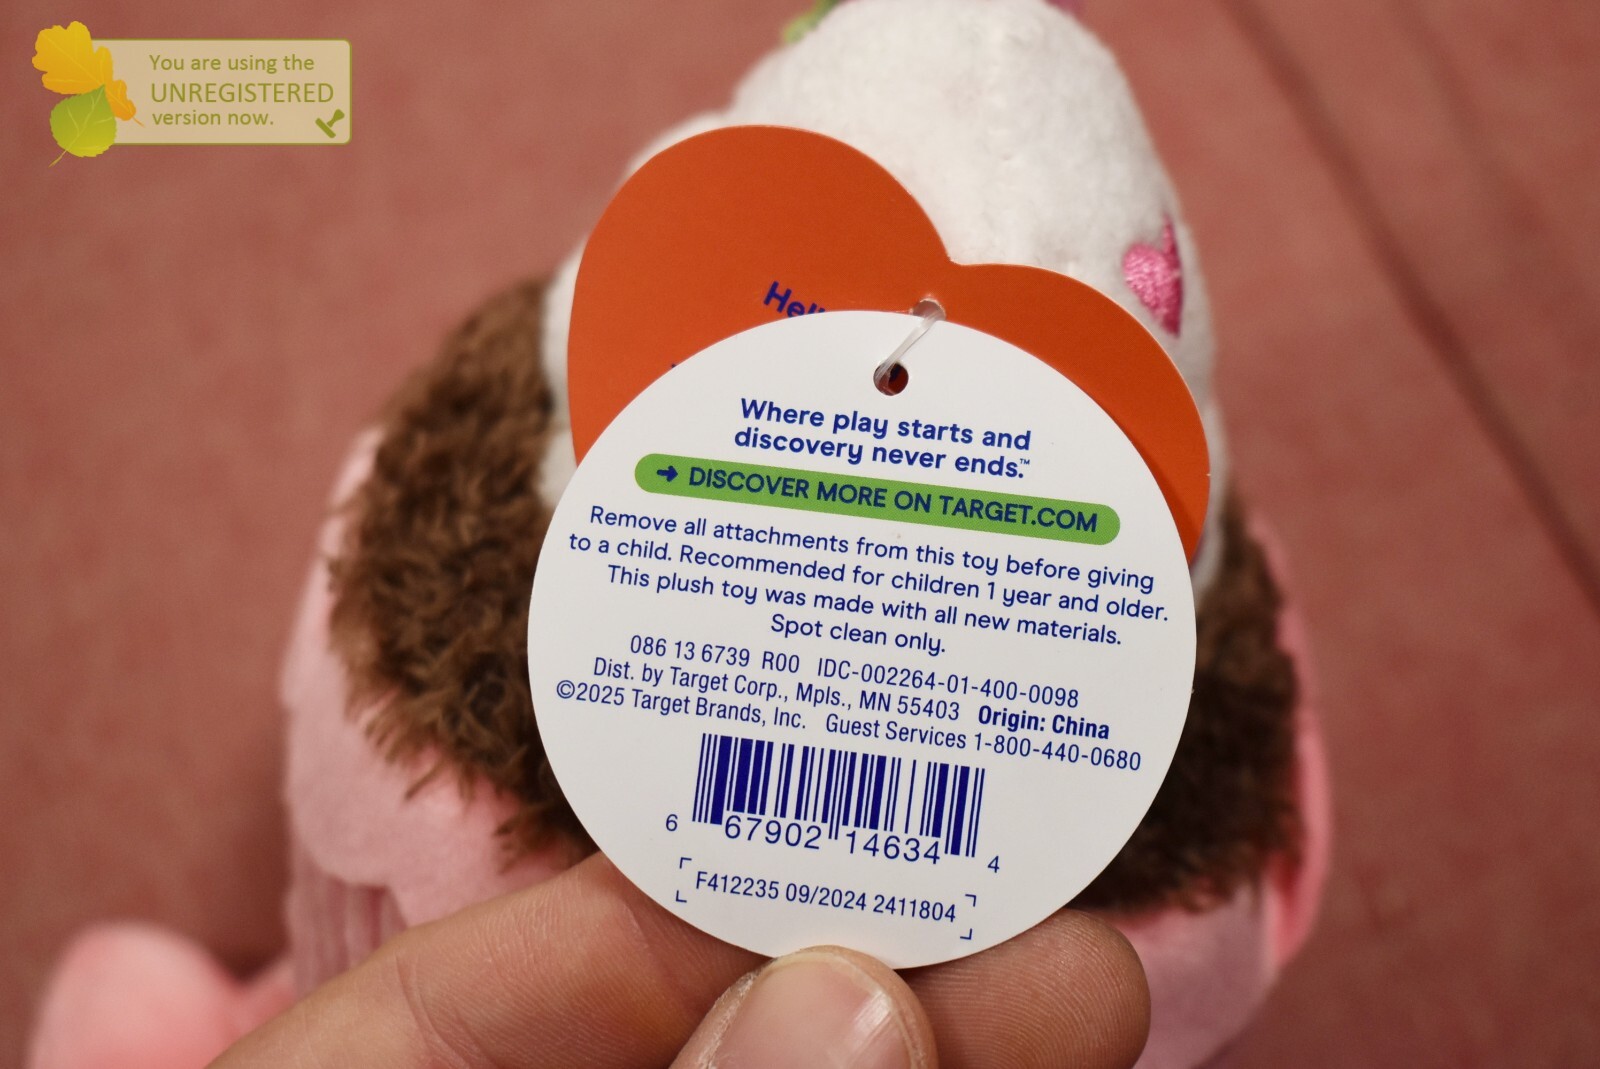 You are using the
UNREGISTERED
version now.
Where play starts and
discovery never ends.™
→ DISCOVER MORE ON TARGET.COM
Remove all attachments from this toy before giving
to a child. Recommended for children 1 year and older.
This plush toy was made with all new materials.
Spot clean only.
086 13 6739 R00 IDC-002264-01-400-0098
Dist. by Target Corp., Mpls., MN 55403 Origin: China
©2025 Target Brands, Inc. Guest Services 1-800-440-0680
6 67902 14634 4
F412235 09/2024 2411804